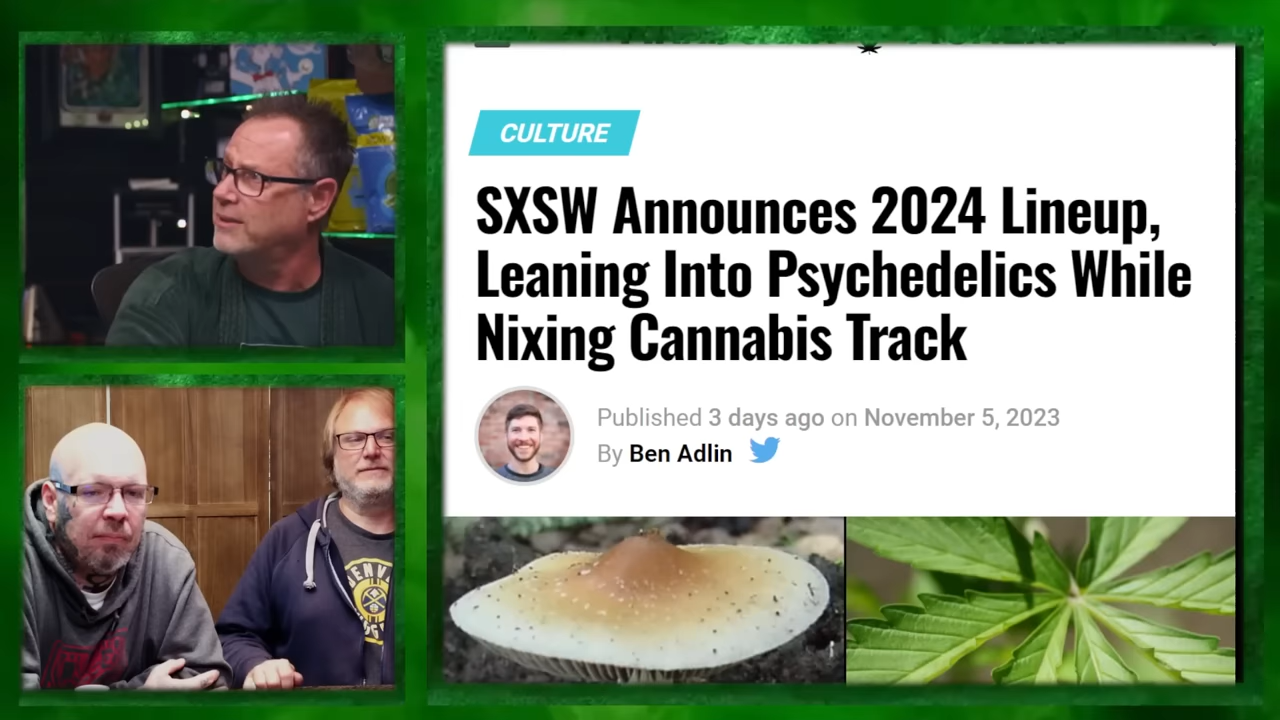 CULTURE
SXSW Announces 2024 Lineup,
Leaning Into Psychedelics While
Nixing Cannabis Track
Published 3 days ago on November 5, 2023
By Ben Adlin